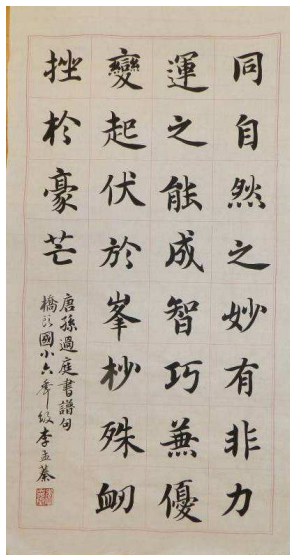 同自然之妙有非力
運之能成智巧兼優
變起伏於峯杪殊衄
挫於豪芒
唐孫過庭書譜句
橋頭國小六年級李孟蓁